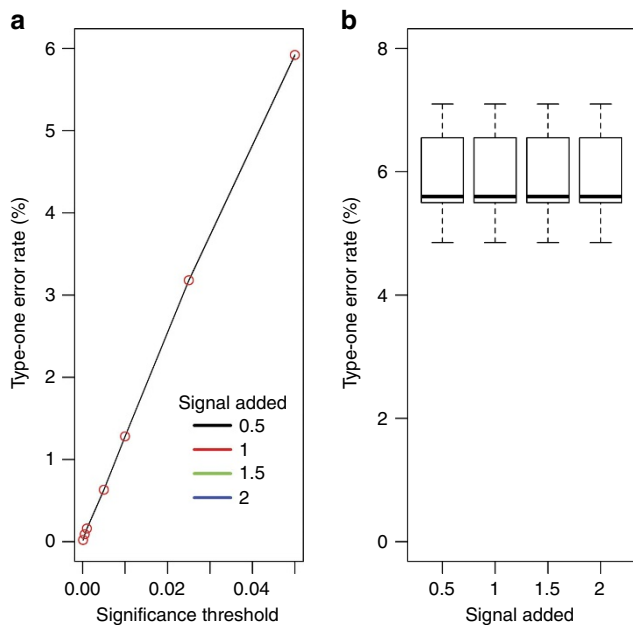 a
Type-one error rate (%)
6
5
4
3
2
1
0
Signal added
0.5
1
1.5
2
0.00 0.02 0.04
Significance threshold
b
Type-one error rate (%)
8
6
4
2
0
0.5 1 1.5 2
Signal added